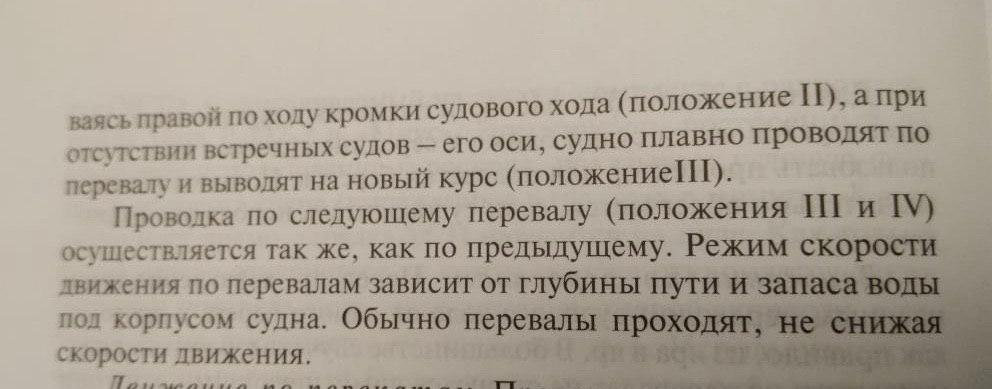 ваясь правой по ходу кромки судового хода (положение II), а при
отсутствии встречных судов – его оси, судно плавно проводят по
перевалу и выводят на новый курс (положениеIII).
Проводка по следующему перевалу (положения III и IV)
осуществляется так же, как по предыдущему. Режим скорости
движения по перевалам зависит от глубины пути и запаса воды
под корпусом судна. Обычно перевалы проходят, не снижая
скорости движения.
Движение по перекатам.